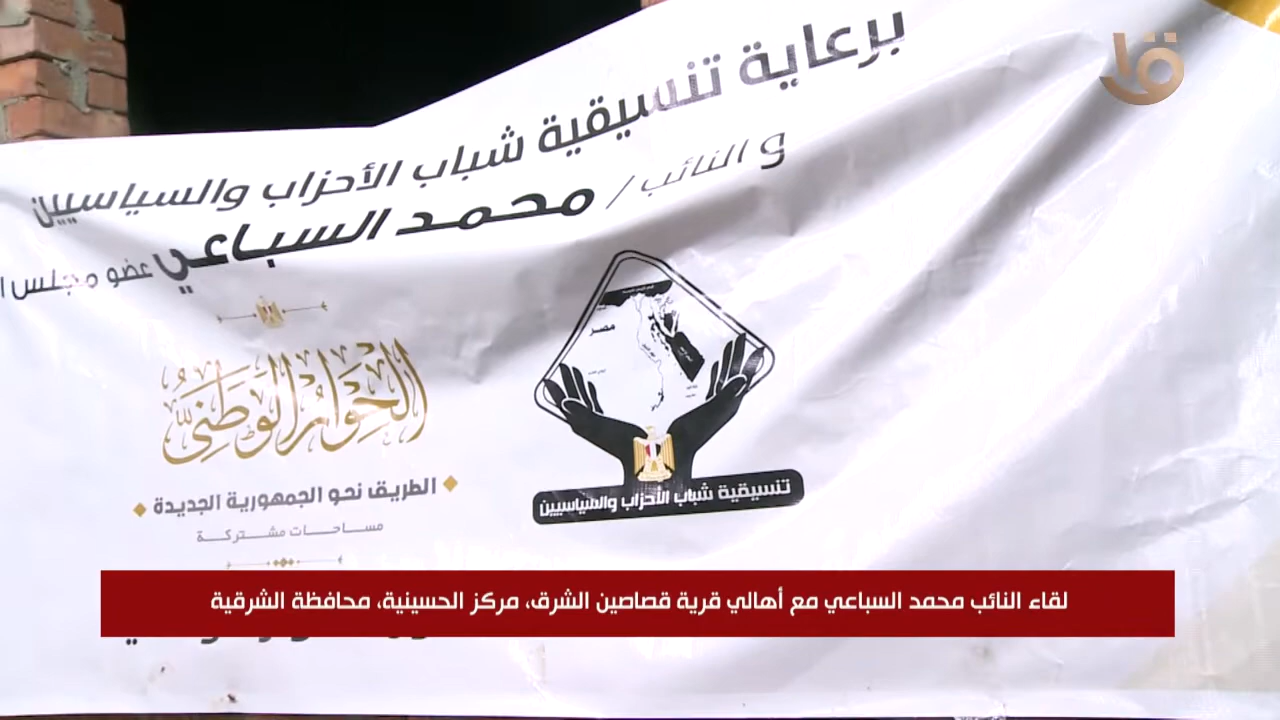 برعاية تنسيقية شباب الأحزاب والسياسيين
و النائب/ محمد السباعي عضو مجلس
الحوار الوطني
الطريق نحو الجمهورية الجديدة
مساحات مشتركة
مصر
تنسيقية شباب الأحزاب والسياسيين
لقاء النائب محمد السباعي مع أهالي قرية قصاصين الشرق، مركز الحسينية، محافظة الشرقية